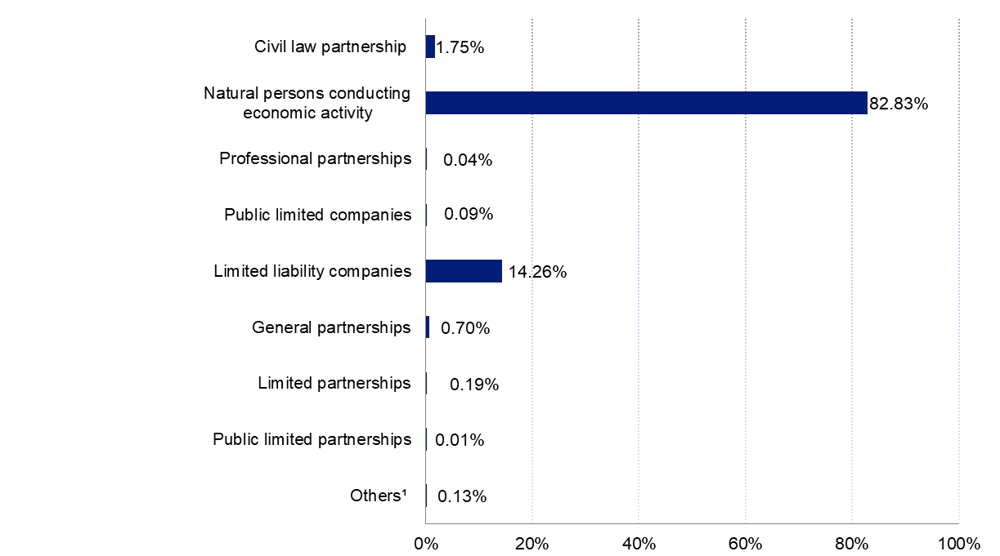 Civil law partnership 1.75%
Natural persons conducting
economic activity 82.83%
Professional partnerships 0.04%
Public limited companies 0.09%
Limited liability companies 14.26%
General partnerships 0.70%
Limited partnerships 0.19%
Public limited partnerships 0.01%
Others¹ 0.13%
0% 20% 40% 60% 80% 100%